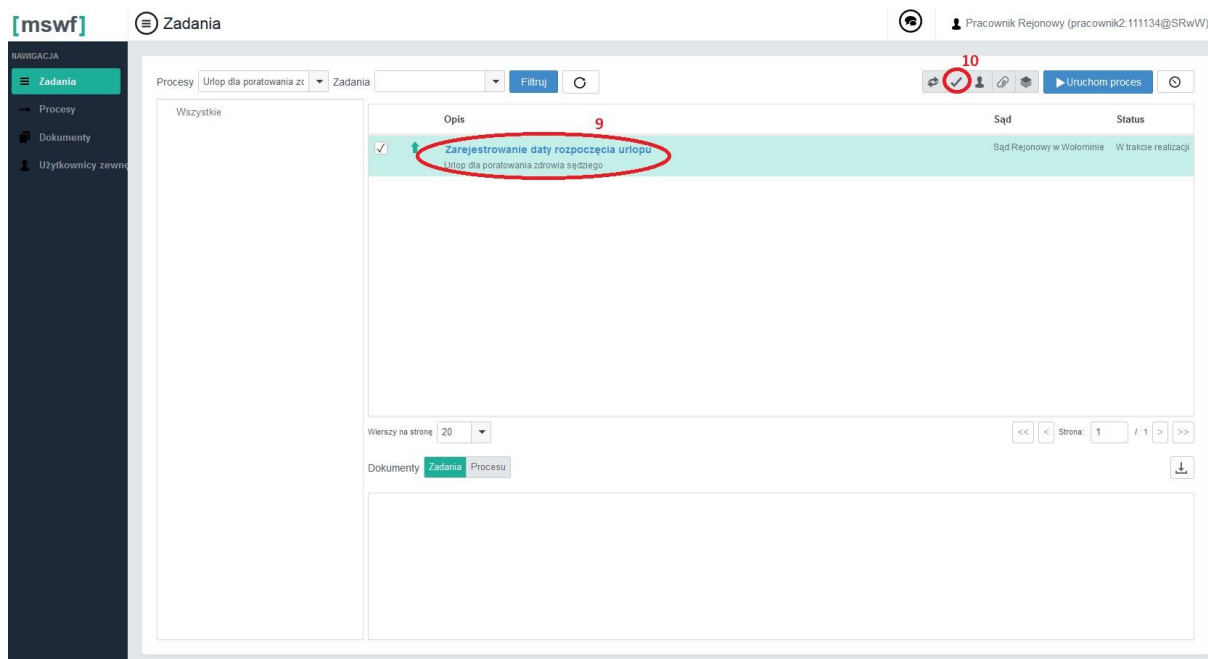 [mswf]
Zadania
Pracownik Rejonowy (pracownik2:111134@SRwW)
NAWIGACJA
Zadania
Procesy
Dokumenty
Użytkownicy zewnę
10
Procesy Urlop dla poratowania zd Zadania Filtruj Uruchom proces
Wszystkie
Opis 9 Sąd Status
Zarejestrowanie daty rozpoczęcia urlopu Sąd Rejonowy w Wołominie W trakcie realizacji
Urlop dla poratowania zdrowia sędziego
Wierszy na stronę 20 << < Strona: 1 / 1 > >>
Dokumenty Zadania Procesu